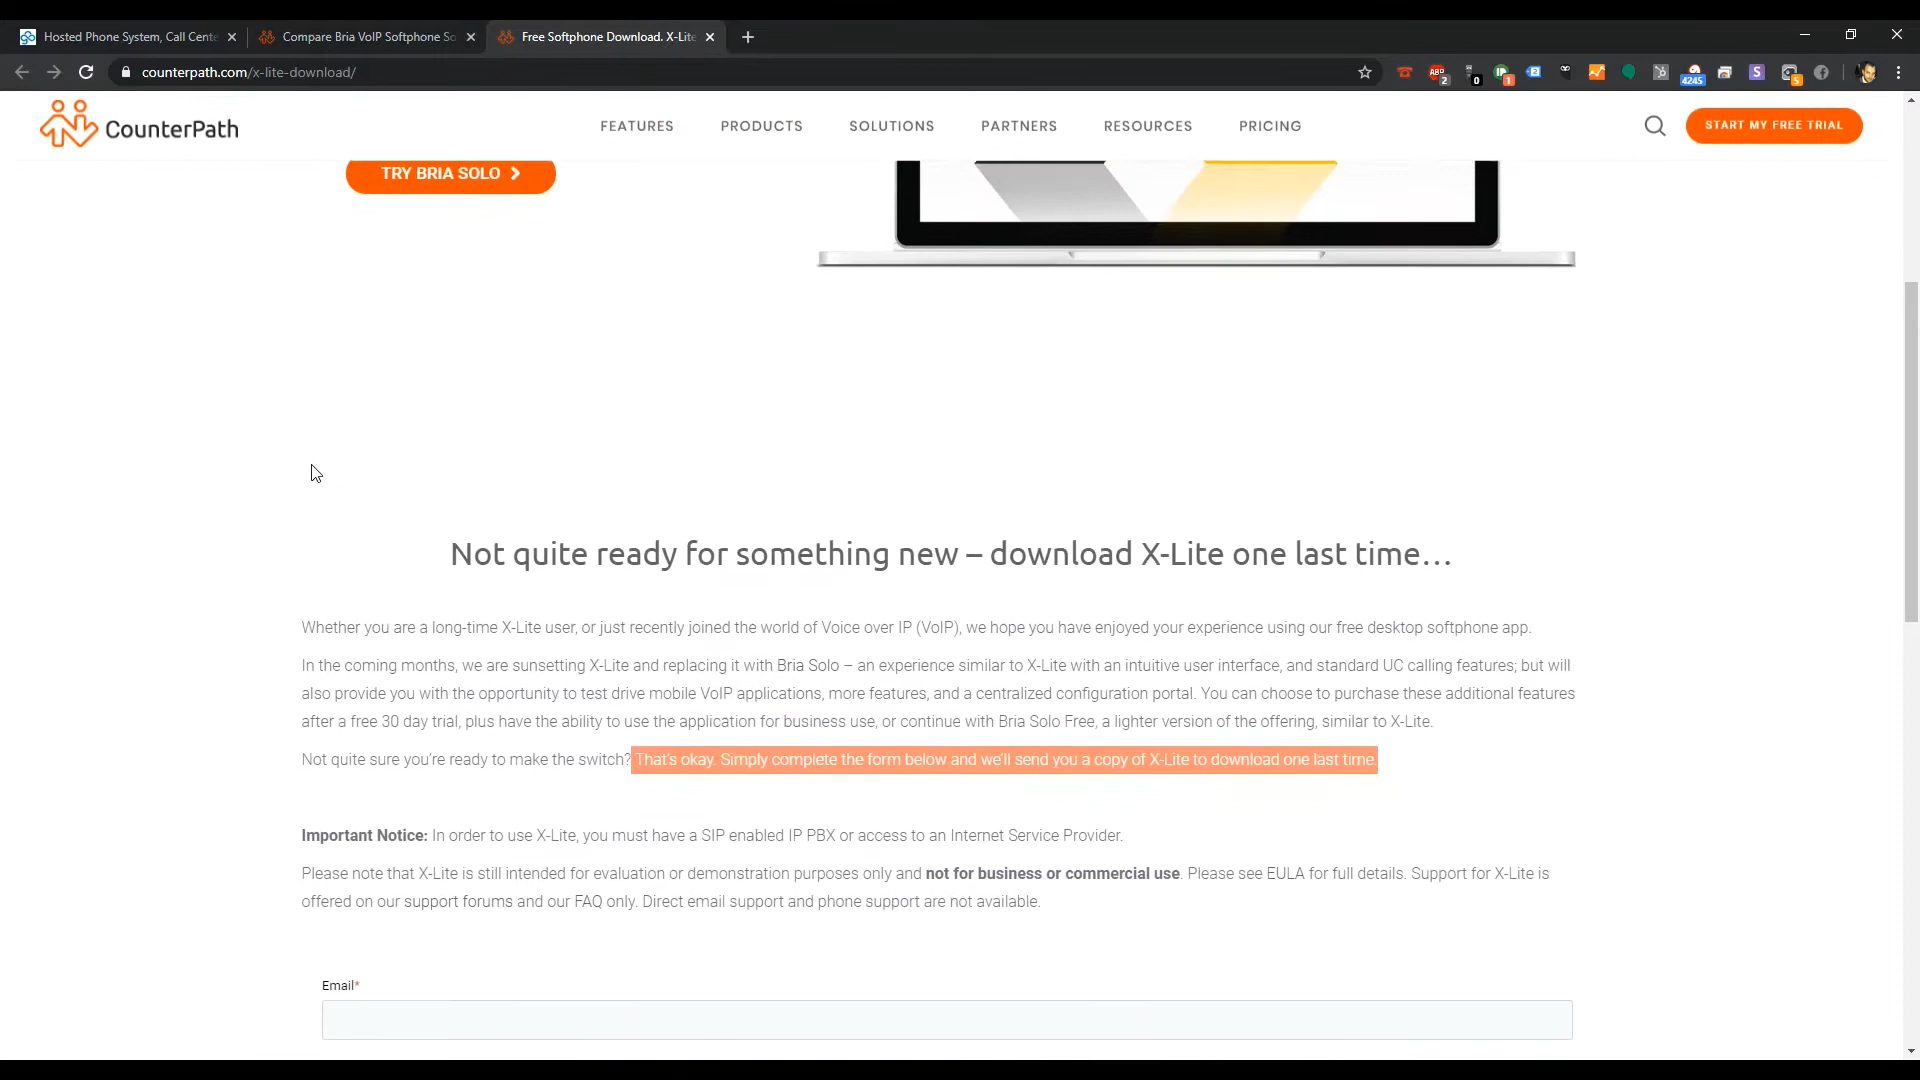 Hosted Phone System, Call Cente
Compare Bria VoIP Softphone So
Free Softphone Download. X-Lite
counterpath.com/x-lite-download/
ABP
2
0
1
4245
S
5
CounterPath
FEATURES
PRODUCTS
SOLUTIONS
PARTNERS
RESOURCES
PRICING
START MY FREE TRIAL
TRY BRIA SOLO
Not quite ready for something new – download X-Lite one last time…
Whether you are a long-time X-Lite user, or just recently joined the world of Voice over IP (VoIP), we hope you have enjoyed your experience using our free desktop softphone app.
In the coming months, we are sunsetting X-Lite and replacing it with Bria Solo – an experience similar to X-Lite with an intuitive user interface, and standard UC calling features; but will
also provide you with the opportunity to test drive mobile VoIP applications, more features, and a centralized configuration portal. You can choose to purchase these additional features
after a free 30 day trial, plus have the ability to use the application for business use, or continue with Bria Solo Free, a lighter version of the offering, similar to X-Lite.
Not quite sure you're ready to make the switch? That's okay. Simply complete the form below and we'll send you a copy of X-Lite to download one last time.
Important Notice: In order to use X-Lite, you must have a SIP enabled IP PBX or access to an Internet Service Provider.
Please note that X-Lite is still intended for evaluation or demonstration purposes only and not for business or commercial use. Please see EULA for full details. Support for X-Lite is
offered on our support forums and our FAQ only. Direct email support and phone support are not available.
Email*